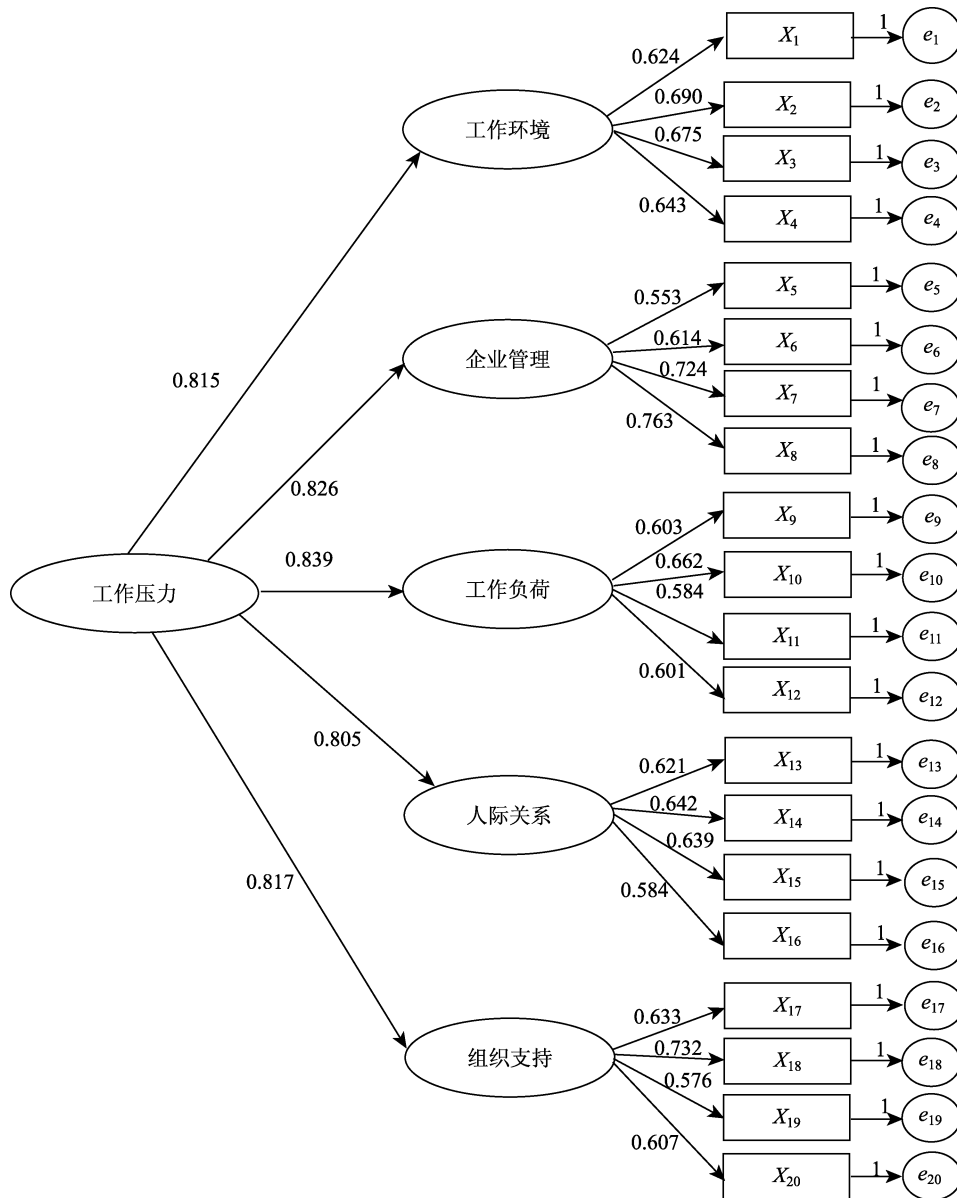 0.624
X1
1
e1
工作环境
0.690
X2
1
e2
0.675
X3
1
e3
0.643
X4
1
e4
0.815
企业管理
0.553
X5
1
e5
0.614
X6
1
e6
0.724
X7
1
e7
0.763
X8
1
e8
0.826
工作压力
0.839
工作负荷
0.603
X9
1
e9
0.662
X10
1
e10
0.584
X11
1
e11
0.601
X12
1
e12
0.805
人际关系
0.621
X13
1
e13
0.642
X14
1
e14
0.639
X15
1
e15
0.584
X16
1
e16
0.817
组织支持
0.633
X17
1
e17
0.732
X18
1
e18
0.576
X19
1
e19
0.607
X20
1
e20